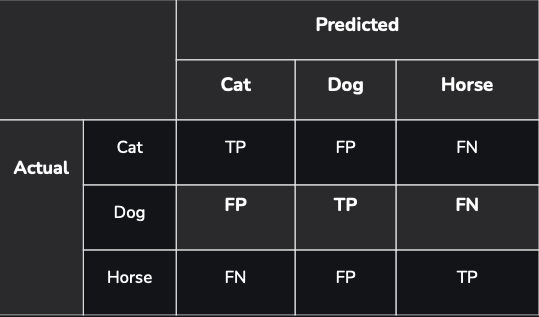 Predicted
Cat Dog Horse
Actual
Cat TP FP FN
Dog FP TP FN
Horse FN FP TP